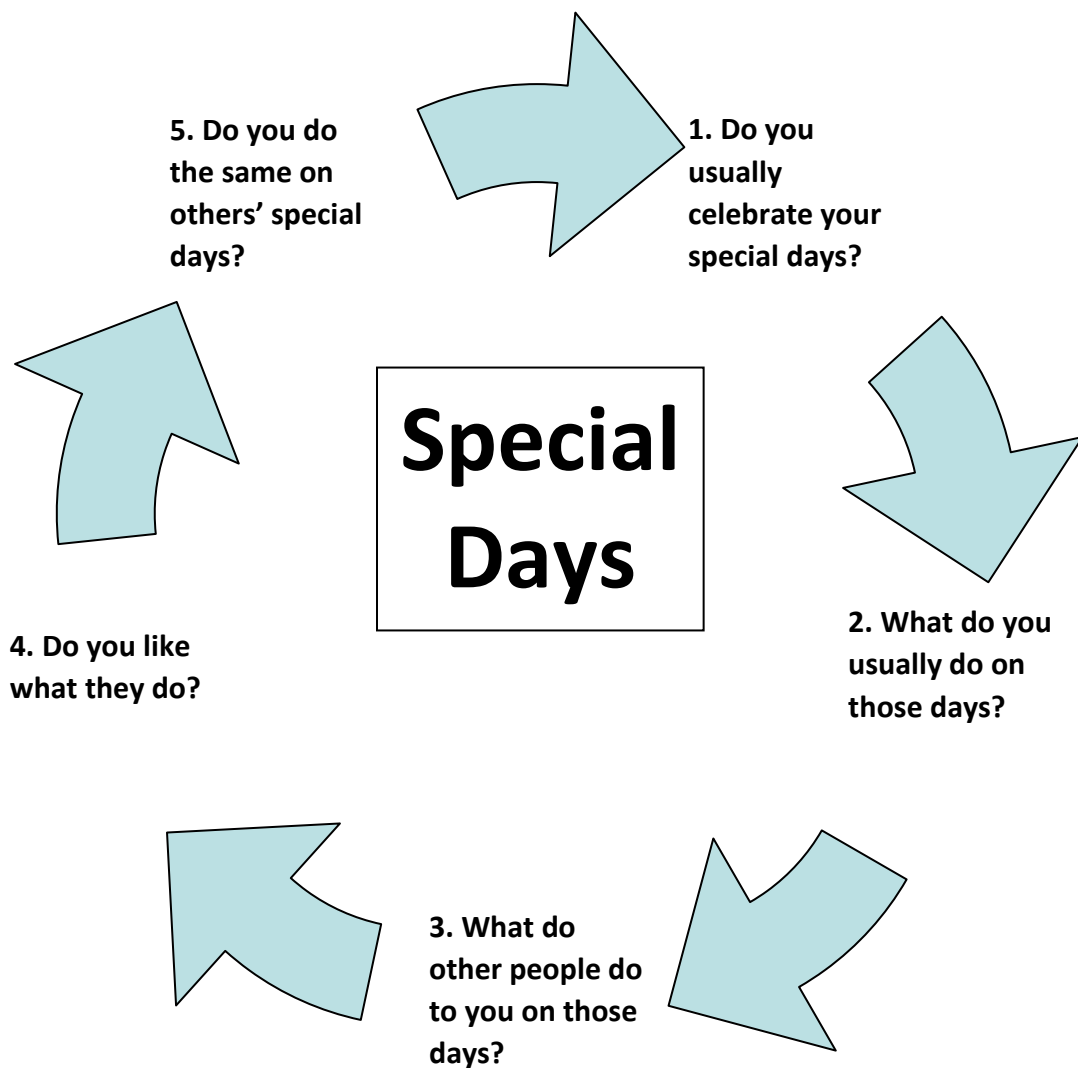 Special
Days
1. Do you
usually
celebrate your
special days?
2. What do you
usually do on
those days?
3. What do
other people do
to you on those
days?
4. Do you like
what they do?
5. Do you do
the same on
others’ special
days?